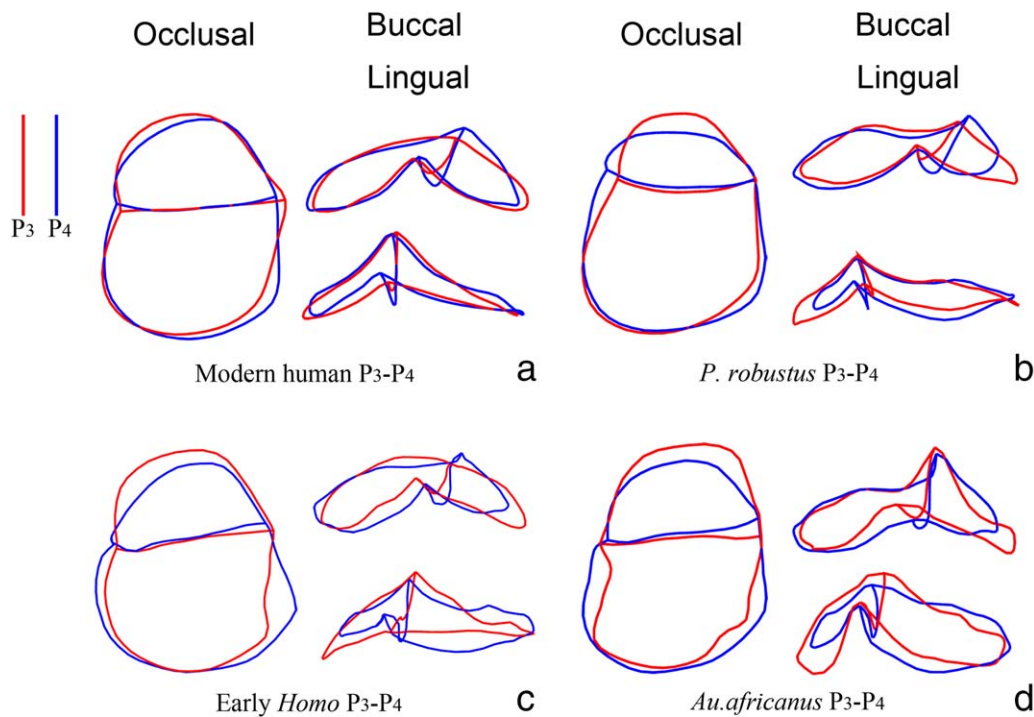 Occlusal
Buccal
Lingual
Occlusal
Buccal
Lingual
P3 P4
Modern human P3-P4
a
P. robustus P3-P4
b
Early Homo P3-P4
c
Au.africanus P3-P4
d